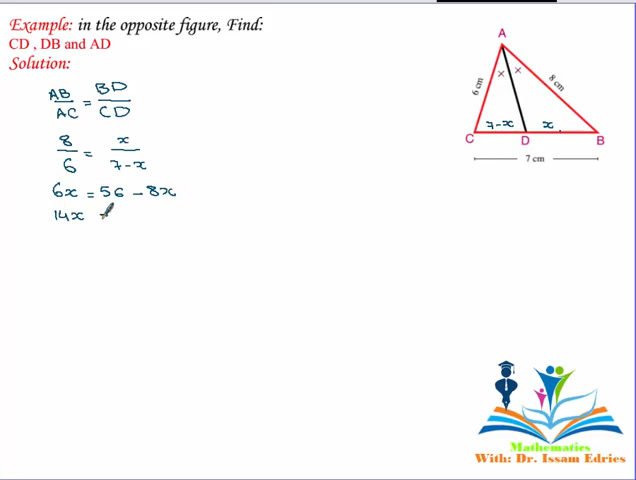 Example: in the opposite figure, Find:
CD , DB and AD
Solution:
AB/AC = BD/CD
8/6 = x/7-x
6x = 56 - 8x
14x
A
6 cm
8 cm
× ×
7-x x
C D B
7 cm
Mathematics
With: Dr. Issam Edries